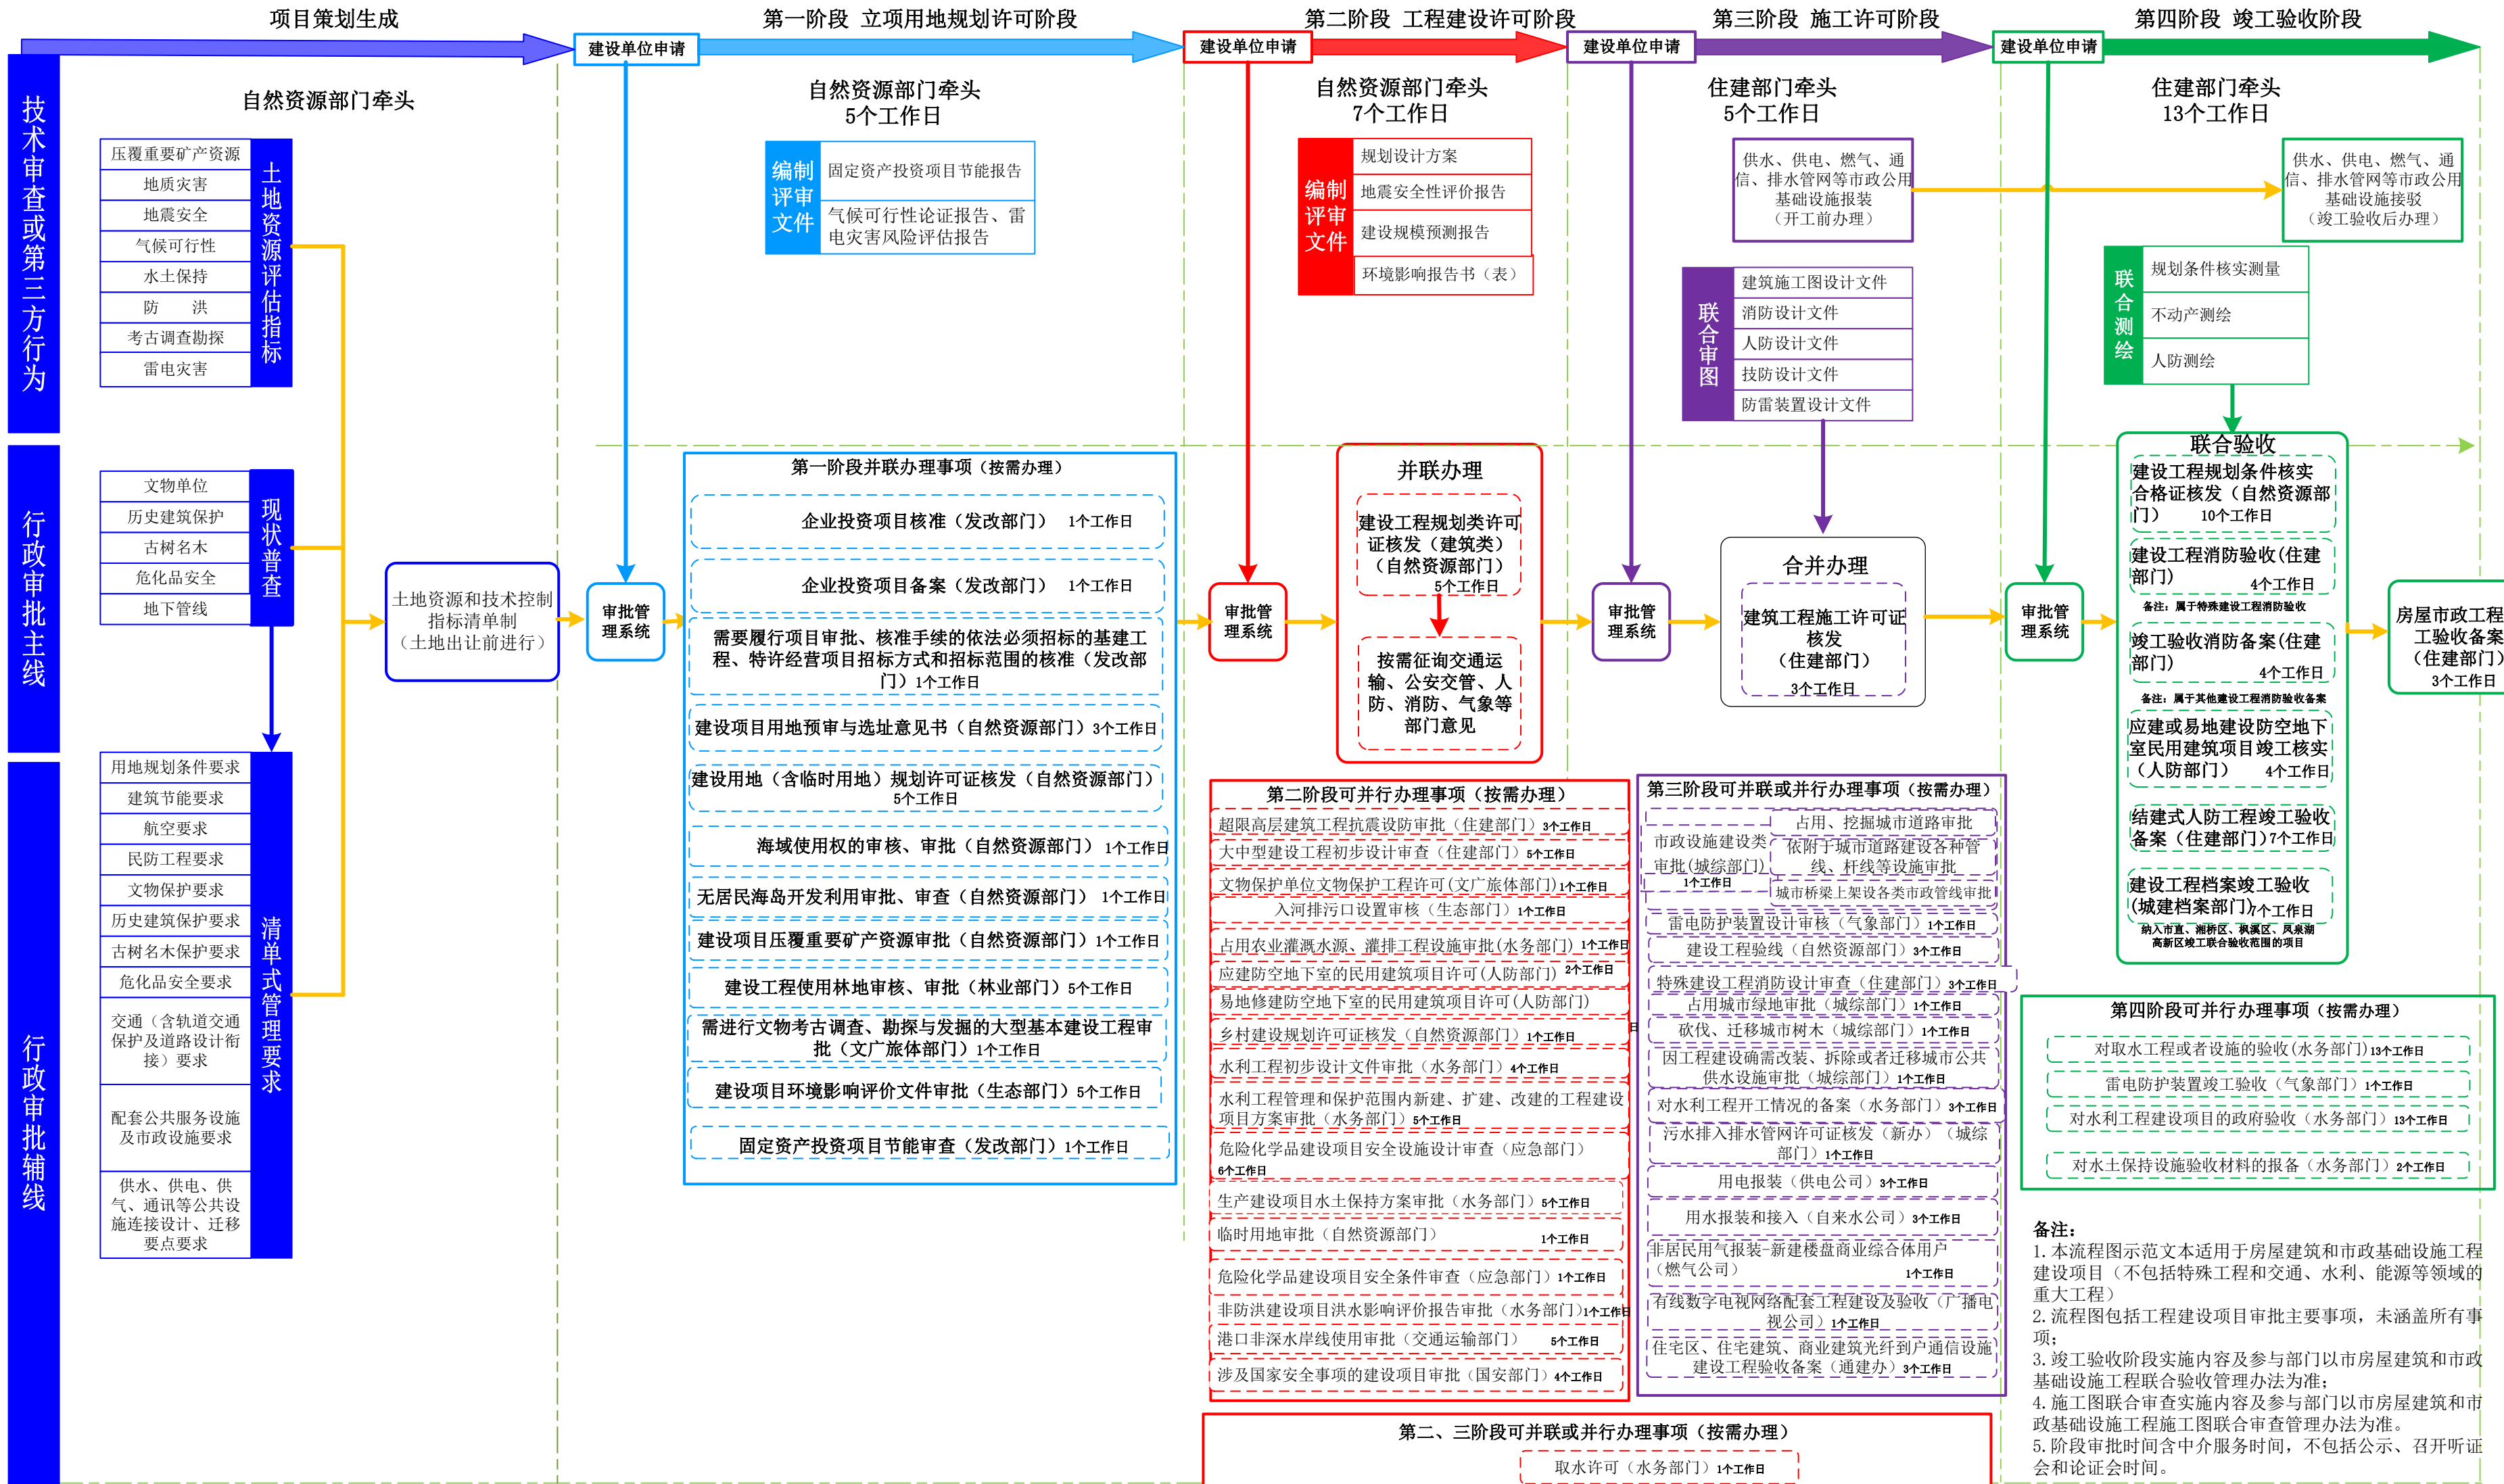 项目策划生成
第一阶段 立项用地规划许可阶段
第二阶段 工程建设许可阶段
第三阶段 施工许可阶段
第四阶段 竣工验收阶段
建设单位申请
建设单位申请
建设单位申请
建设单位申请
技术审查或第三方行为
行政审批主线
行政审批辅线
自然资源部门牵头
压覆重要矿产资源
地质灾害
地震安全
气候可行性
水土保持
防 洪
考古调查勘探
雷电灾害
土地资源评估指标
文物单位
历史建筑保护
古树名木
危化品安全
地下管线
现状普查
用地规划条件要求
建筑节能要求
航空要求
民防工程要求
文物保护要求
历史建筑保护要求
古树名木保护要求
危化品安全要求
交通（含轨道交通
保护及道路设计衔
接）要求
配套公共服务设施
及市政设施要求
供水、供电、供
气、通讯等公共设
施连接设计、迁移
要点要求
清单式管理要求
土地资源和技术控制
指标清单制
（土地出让前进行）
自然资源部门牵头
5个工作日
编制
评审
文件
固定资产投资项目节能报告
气候可行性论证报告、雷
电灾害风险评估报告
审批管
理系统
第一阶段并联办理事项（按需办理）
企业投资项目核准（发改部门） 1个工作日
企业投资项目备案（发改部门） 1个工作日
需要履行项目审批、核准手续的依法必须招标的基建工
程、特许经营项目招标方式和招标范围的核准（发改部
门）1个工作日
建设项目用地预审与选址意见书（自然资源部门）3个工作日
建设用地（含临时用地）规划许可证核发（自然资源部门）
5个工作日
海域使用权的审核、审批（自然资源部门） 1个工作日
无居民海岛开发利用审批、审查（自然资源部门） 1个工作日
建设项目压覆重要矿产资源审批（自然资源部门）1个工作日
建设工程使用林地审核、审批（林业部门）5个工作日
需进行文物考古调查、勘探与发掘的大型基本建设工程审
批（文广旅体部门）1个工作日
建设项目环境影响评价文件审批（生态部门）5个工作日
固定资产投资项目节能审查（发改部门）1个工作日
自然资源部门牵头
7个工作日
编制
评审
文件
规划设计方案
地震安全性评价报告
建设规模预测报告
环境影响报告书（表）
审批管
理系统
并联办理
建设工程规划类许可
证核发（建筑类）
（自然资源部门）
5个工作日
按需征询交通运
输、公安交管、人
防、消防、气象等
部门意见
第二阶段可并行办理事项（按需办理）
超限高层建筑工程抗震设防审批（住建部门）3个工作日
大中型建设工程初步设计审查（住建部门）5个工作日
文物保护单位文物保护工程许可(文广旅体部门)1个工作日
入河排污口设置审核（生态部门）1个工作日
占用农业灌溉水源、灌排工程设施审批(水务部门) 1个工作日
应建防空地下室的民用建筑项目许可(人防部门) 2个工作日
易地修建防空地下室的民用建筑项目许可(人防部门)
日
乡村建设规划许可证核发（自然资源部门）1个工作日
水利工程初步设计文件审批（水务部门）4个工作日
水利工程管理和保护范围内新建、扩建、改建的工程建设
项目方案审批（水务部门）5个工作日
危险化学品建设项目安全设施设计审查（应急部门）
6个工作日
生产建设项目水土保持方案审批（水务部门）5个工作日
临时用地审批（自然资源部门） 1个工作日
危险化学品建设项目安全条件审查（应急部门）1个工作日
非防洪建设项目洪水影响评价报告审批（水务部门）1个工作日
港口非深水岸线使用审批（交通运输部门） 5个工作日
涉及国家安全事项的建设项目审批（国安部门）4个工作日
住建部门牵头
5个工作日
供水、供电、燃气、通
信、排水管网等市政公用
基础设施报装
（开工前办理）
联合审图
建筑施工图设计文件
消防设计文件
人防设计文件
技防设计文件
防雷装置设计文件
审批管
理系统
合并办理
建筑工程施工许可证
核发
（住建部门）
3个工作日
第三阶段可并联或并行办理事项（按需办理）
市政设施建设类
审批(城综部门)
1个工作日
占用、挖掘城市道路审批
依附于城市道路建设各种管
线、杆线等设施审批
城市桥梁上架设各类市政管线审批
雷电防护装置设计审核（气象部门）1个工作日
建设工程验线（自然资源部门）3个工作日
特殊建设工程消防设计审查（住建部门）3个工作日
占用城市绿地审批（城综部门）1个工作日
砍伐、迁移城市树木（城综部门）1个工作日
因工程建设确需改装、拆除或者迁移城市公共
供水设施审批（城综部门）1个工作日
对水利工程开工情况的备案（水务部门）3个工作日
污水排入排水管网许可证核发（新办）（城综
部门）1个工作日
用电报装（供电公司）3个工作日
用水报装和接入（自来水公司）3个工作日
非居民用气报装-新建楼盘商业综合体用户
（燃气公司） 1个工作日
有线数字电视网络配套工程建设及验收（广播电
视公司）1个工作日
住宅区、住宅建筑、商业建筑光纤到户通信设施
建设工程验收备案（通建办）3个工作日
第二、三阶段可并联或并行办理事项（按需办理）
取水许可（水务部门）1个工作日
住建部门牵头
13个工作日
供水、供电、燃气、通
信、排水管网等市政公用
基础设施接驳
（竣工验收后办理）
联合测绘
规划条件核实测量
不动产测绘
人防测绘
审批管
理系统
联合验收
建设工程规划条件核实
合格证核发（自然资源部
门） 10个工作日
建设工程消防验收(住建
部门) 4个工作日
备注：属于特殊建设工程消防验收
竣工验收消防备案(住建
部门) 4个工作日
备注：属于其他建设工程消防验收备案
应建或易地建设防空地下
室民用建筑项目竣工核实
（人防部门） 4个工作日
结建式人防工程竣工验收
备案（住建部门）7个工作日
建设工程档案竣工验收
(城建档案部门)7个工作日
纳入市直、湘桥区、枫溪区、凤泉湖
高新区竣工联合验收范围的项目
房屋市政工程
工验收备案
（住建部门）
3个工作日
第四阶段可并行办理事项（按需办理）
对取水工程或者设施的验收(水务部门)13个工作日
雷电防护装置竣工验收（气象部门）1个工作日
对水利工程建设项目的政府验收（水务部门）13个工作日
对水土保持设施验收材料的报备（水务部门）2个工作日
备注：
1.本流程图示范文本适用于房屋建筑和市政基础设施工程
建设项目（不包括特殊工程和交通、水利、能源等领域的
重大工程）
2.流程图包括工程建设项目审批主要事项，未涵盖所有事
项；
3.竣工验收阶段实施内容及参与部门以市房屋建筑和市政
基础设施工程联合验收管理办法为准；
4.施工图联合审查实施内容及参与部门以市房屋建筑和市
政基础设施工程施工图联合审查管理办法为准。
5.阶段审批时间含中介服务时间，不包括公示、召开听证
会和论证会时间。